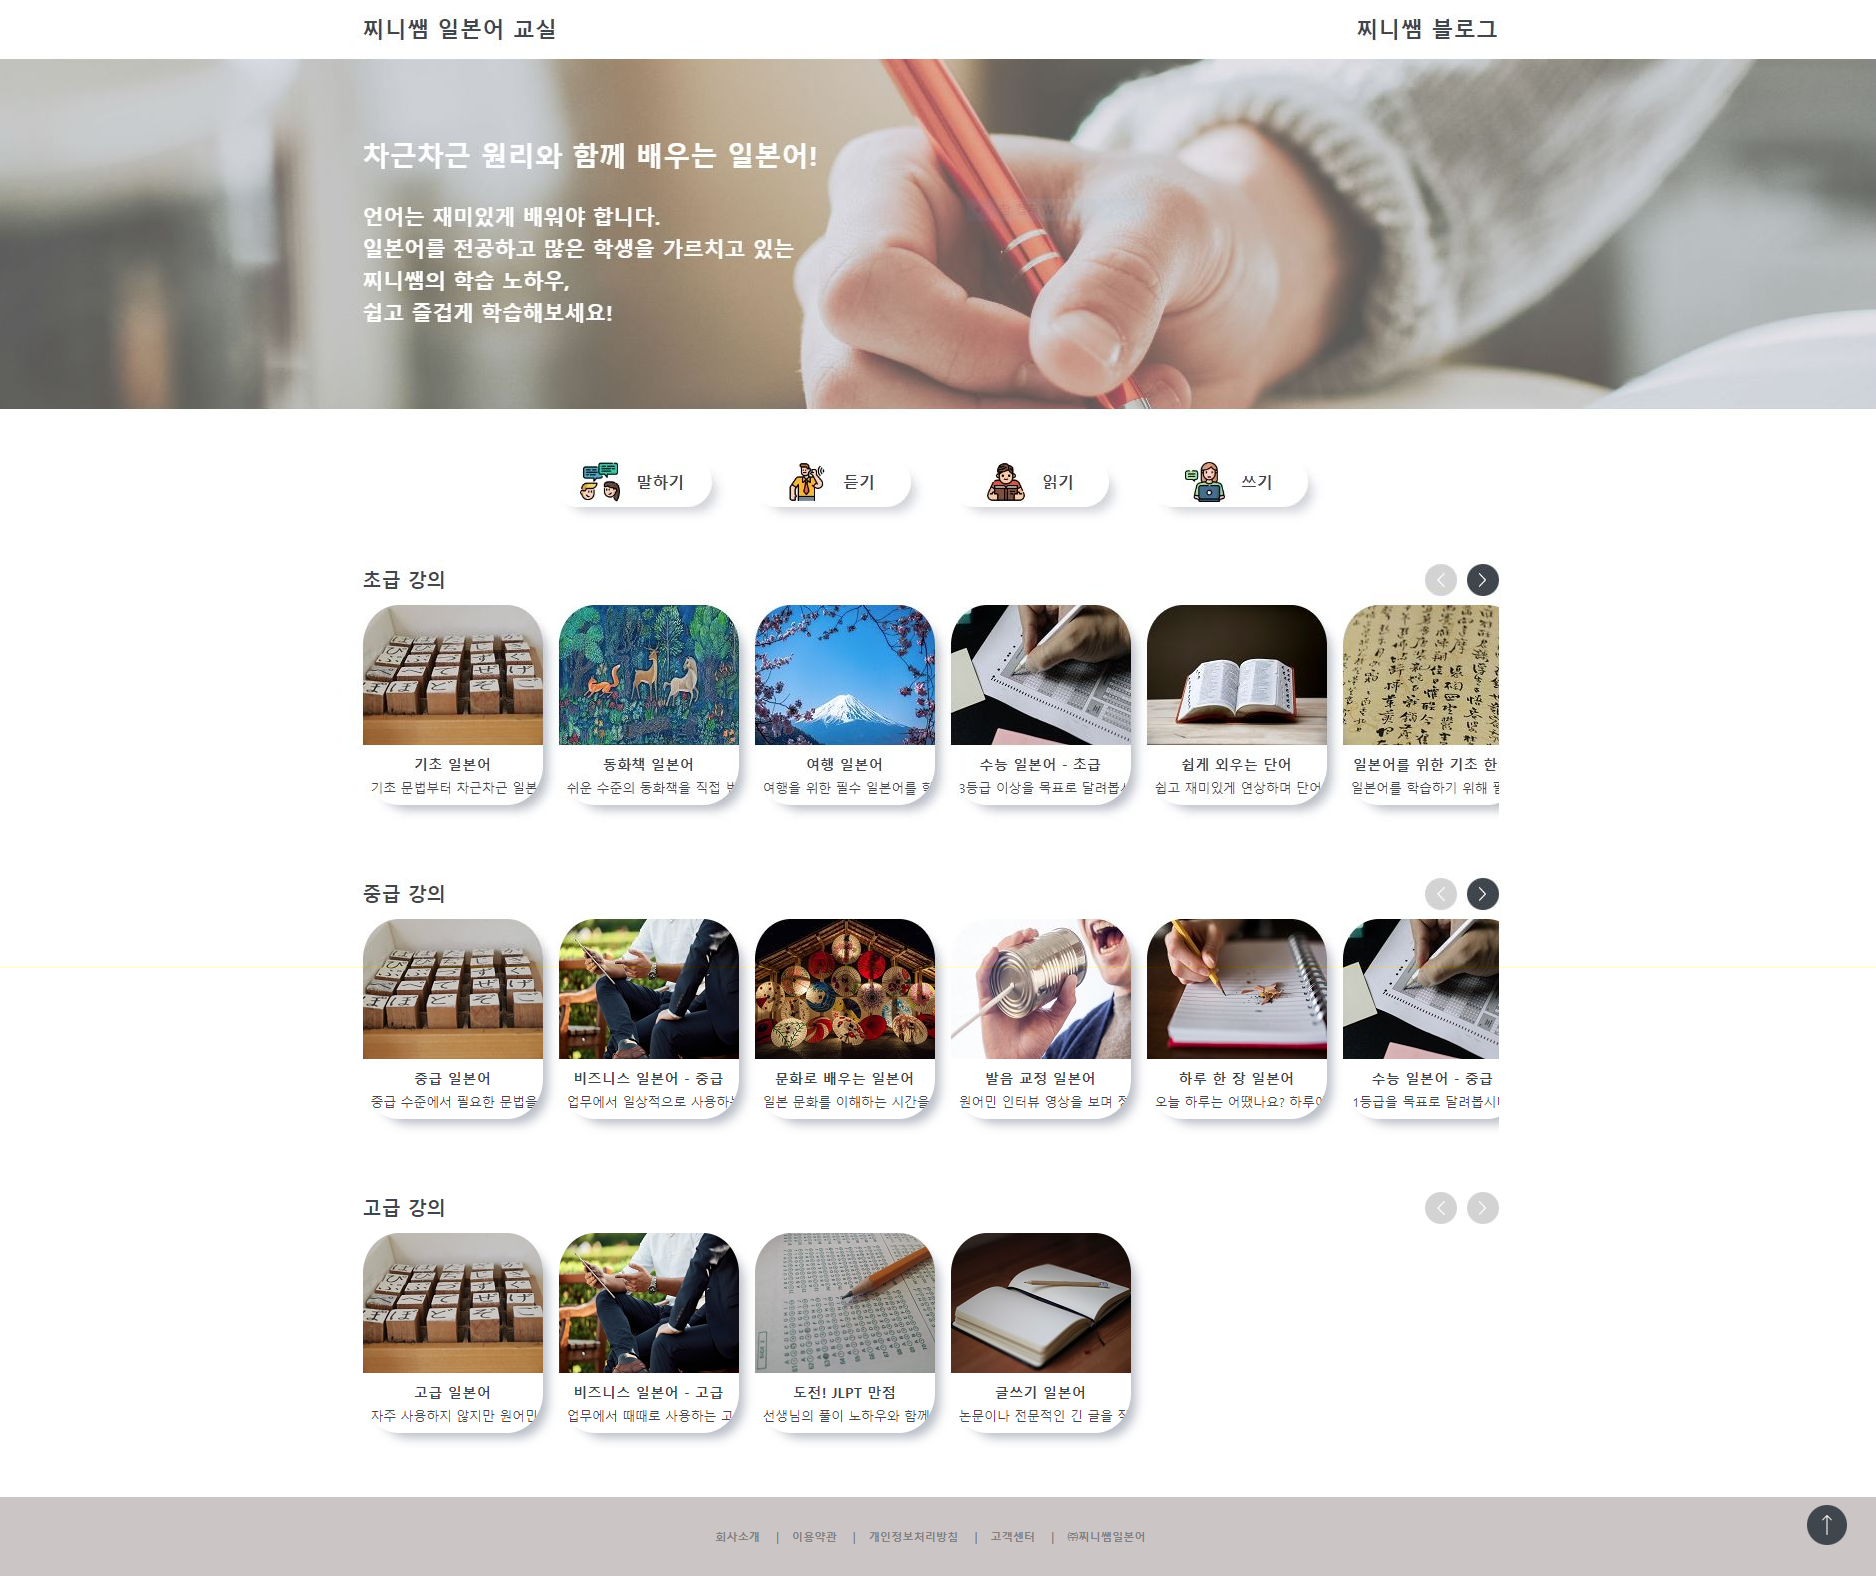 찌니쌤 일본어 교실
찌니쌤 블로그
차근차근 원리와 함께 배우는 일본어!
언어는 재미있게 배워야 합니다.
일본어를 전공하고 많은 학생을 가르치고 있는
찌니쌤의 학습 노하우,
쉽고 즐겁게 학습해보세요!
말하기
듣기
읽기
쓰기
초급 강의
기초 일본어
기초 문법부터 차근차근 일본
동화책 일본어
쉬운 수준의 동화책을 직접
여행 일본어
여행을 위한 필수 일본어를
수능 일본어 - 초급
3등급 이상을 목표로 달려봅
쉽게 외우는 단어
쉽고 재미있게 연상하며 단어
일본어를 위한 기초 한
일본어를 학습하기 위해
중급 강의
중급 일본어
중급 수준에서 필요한 문법을
비즈니스 일본어 - 중급
업무에서 일상적으로 사용하
문화로 배우는 일본어
일본 문화를 이해하는 시간을
발음 교정 일본어
원어민 인터뷰 영상을 보며
하루 한 장 일본어
오늘 하루는 어땠나요? 하루
수능 일본어 - 중급
1등급을 목표로 달려봅시
고급 강의
고급 일본어
자주 사용하지 않지만 원어민
비즈니스 일본어 - 고급
업무에서 때때로 사용하는 고
도전! JLPT 만점
선생님의 풀이 노하우와 함께
글쓰기 일본어
논문이나 전문적인 긴 글을
회사소개 | 이용약관 | 개인정보처리방침 | 고객센터 | ㈜찌니쌤일본어